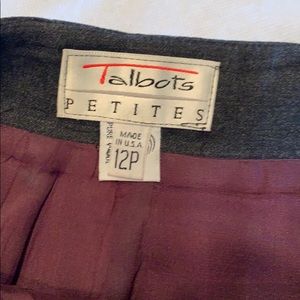 Talbots
PETITES
MADE
IN U.S.A.
12P